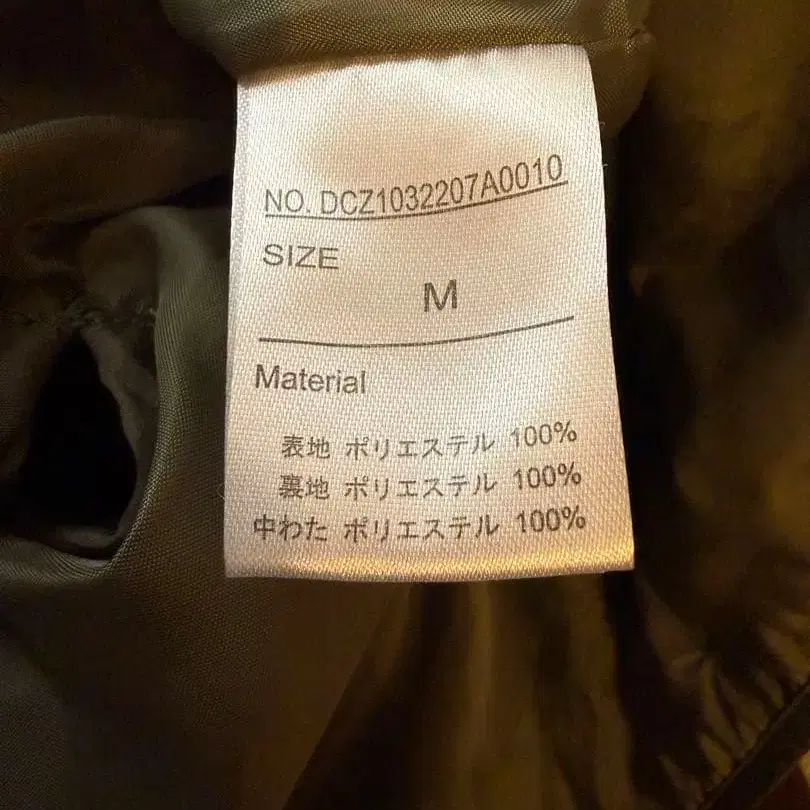 NO. DCZ1032207A0010
SIZE
M
Material
表地 ポリエステル 100%
裏地 ポリエステル 100%
中わた ポリエステル 100%